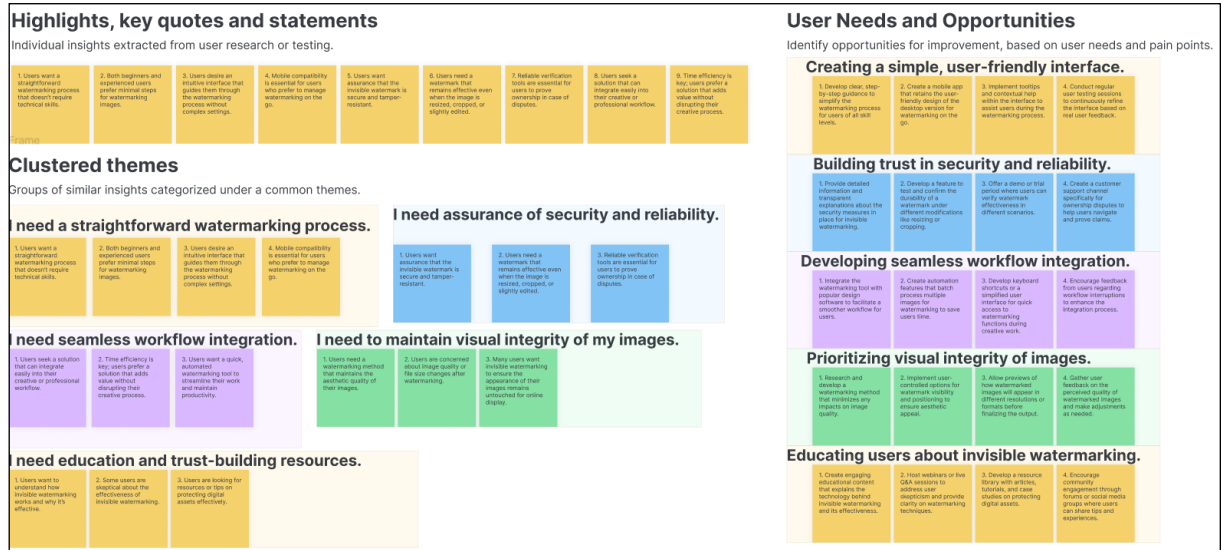 Highlights, key quotes and statements
Individual insights extracted from user research or testing.
1. Users want a
straightforward
watermarking process
that doesn't require
technical skills.
2. Both beginners and
experienced users
prefer minimal steps
for watermarking
images.
3. Users desire an
intuitive interface that
guides them through
the watermarking
process without
complex settings.
4. Mobile compatibility
is essential for users
who prefer to manage
watermarking on the
go.
5. Users want
assurance that the
invisible watermark is
secure and tamper-
resistant.
6. Users need a
watermark that
remains effective even
when the image is
resized, cropped, or
slightly edited.
7. Reliable verification
tools are essential for
users to prove
ownership in case of
disputes.
8. Users seek a
solution that can
integrate easily into
their creative or
professional workflow.
9. Time efficiency is
key; users prefer a
solution that adds
value without
disrupting their
creative process.
Frame
Clustered themes
Groups of similar insights categorized under a common themes.
I need a straightforward watermarking process.
1. Users want a
straightforward
watermarking process
that doesn't require
technical skills.
2. Both beginners and
experienced users
prefer minimal steps
for watermarking
images.
3. Users desire an
intuitive interface that
guides them through
the watermarking
process without
complex settings.
4. Mobile compatibility
is essential for users
who prefer to manage
watermarking on the
go.
I need assurance of security and reliability.
1. Users want
assurance that the
invisible watermark is
secure and tamper-
resistant.
2. Users need a
watermark that
remains affective even
when the image is
resized, cropped, or
slightly edited.
3. Reliable verification
tools are essential for
users to prove
ownership in case of
disputes.
I need seamless workflow integration.
1. Users seek a solution
that can integrate
easily into their
creative or professional
workflow.
2. Time efficiency is
key; users prefer a
solution that adds
value without
disrupting their
creative process.
3. Users want a quick,
automated
watermarking tool to
streamline their work
and maintain
productivity.
I need to maintain visual integrity of my images.
1. Users need a
watermarking method
that maintains the
aesthetic quality of
their images.
2. Users are concerned
about image quality or
file size changes after
watermarking.
3. Many users want
invisible watermarking
to ensure the
appearance of their
images remains
untouched for online
display.
I need education and trust-building resources.
1. Users want to
understand how
invisible watermarking
works and why it's
effective.
2. Some users are
skeptical about the
effectiveness of
invisible watermarking.
3. Users are looking for
resources or tips on
protecting digital
assets effectively.
User Needs and Opportunities
Identify opportunities for improvement, based on user needs and pain points.
Creating a simple, user-friendly interface.
1. Develop clear, step-
by-step guidance to
simplify the
watermarking process
for users of all skill
levels.
2. Create a mobile app
that retains the user-
friendly design of the
desktop version for
watermarking on the
go.
3. Implement tooltips
and contextual help
within the interface to
assist users during the
watermarking process.
4. Conduct regular
user testing sessions
to continuously refine
the interface based on
real user feedback.
Building trust in security and reliability.
1. Provide detailed
information and
transparent
explanations about the
security measures in
place for invisible
watermarking.
2. Develop a feature to
test and confirm the
durability of a
watermark under
different modifications
like resizing or
cropping.
3. Offer a demo or trial
period where users can
verify watermark
effectiveness in
different scenarios.
4. Create a customer
support channel
specifically for
ownership disputes to
help users navigate
and prove claims.
Developing seamless workflow integration.
1. Integrate the
watermarking tool with
popular design
software to facilitate a
smoother workflow for
users.
2. Create automation
features that batch
process multiple
images for
watermarking to save
users time.
3. Develop keyboard
shortcuts or a
simplified user
interface for quick
access to
watermarking
functions during
creative work.
4. Encourage feedback
from users regarding
workflow interruptions
to enhance the
integration process.
Prioritizing visual integrity of images.
1. Research and
develop a
watermarking method
that minimizes any
impacts on image
quality.
2. Implement user-
controlled options for
watermark visibility
and positioning to
ensure aesthetic
appeal.
3. Allow previews of
how watermarked
images will appear in
different resolutions or
formats before
finalizing the output.
4. Gather user
feedback on the
perceived quality of
watermarked images
and make adjustments
as needed.
Educating users about invisible watermarking.
1. Create engaging
educational content
that explains the
technology behind
invisible watermarking
and its effectiveness.
2. Host webinars or live
Q&A sessions to
address user
skepticism and provide
clarity on watermarking
techniques.
3. Develop a resource
library with articles,
tutorials, and case
studies on protecting
digital assets.
4. Encourage
community
engagement through
forums or social media
groups where users
can share tips and
experiences.